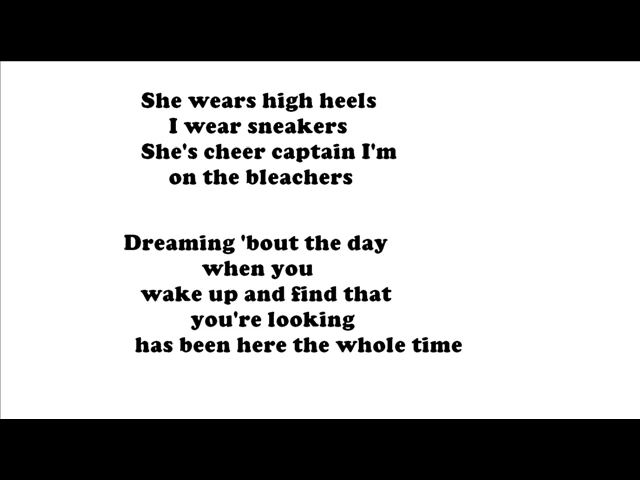 She wears high heels
I wear sneakers
She's cheer captain I'm
on the bleachers
Dreaming 'bout the day
when you
wake up and find that
you're looking
has been here the whole time